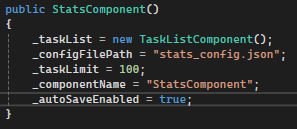 public StatsComponent()
{
    _taskList = new TaskListComponent();
    _configFilePath = "stats_config.json";
    _taskLimit = 100;
    _componentName = "StatsComponent";
    _autoSaveEnabled = true;
}